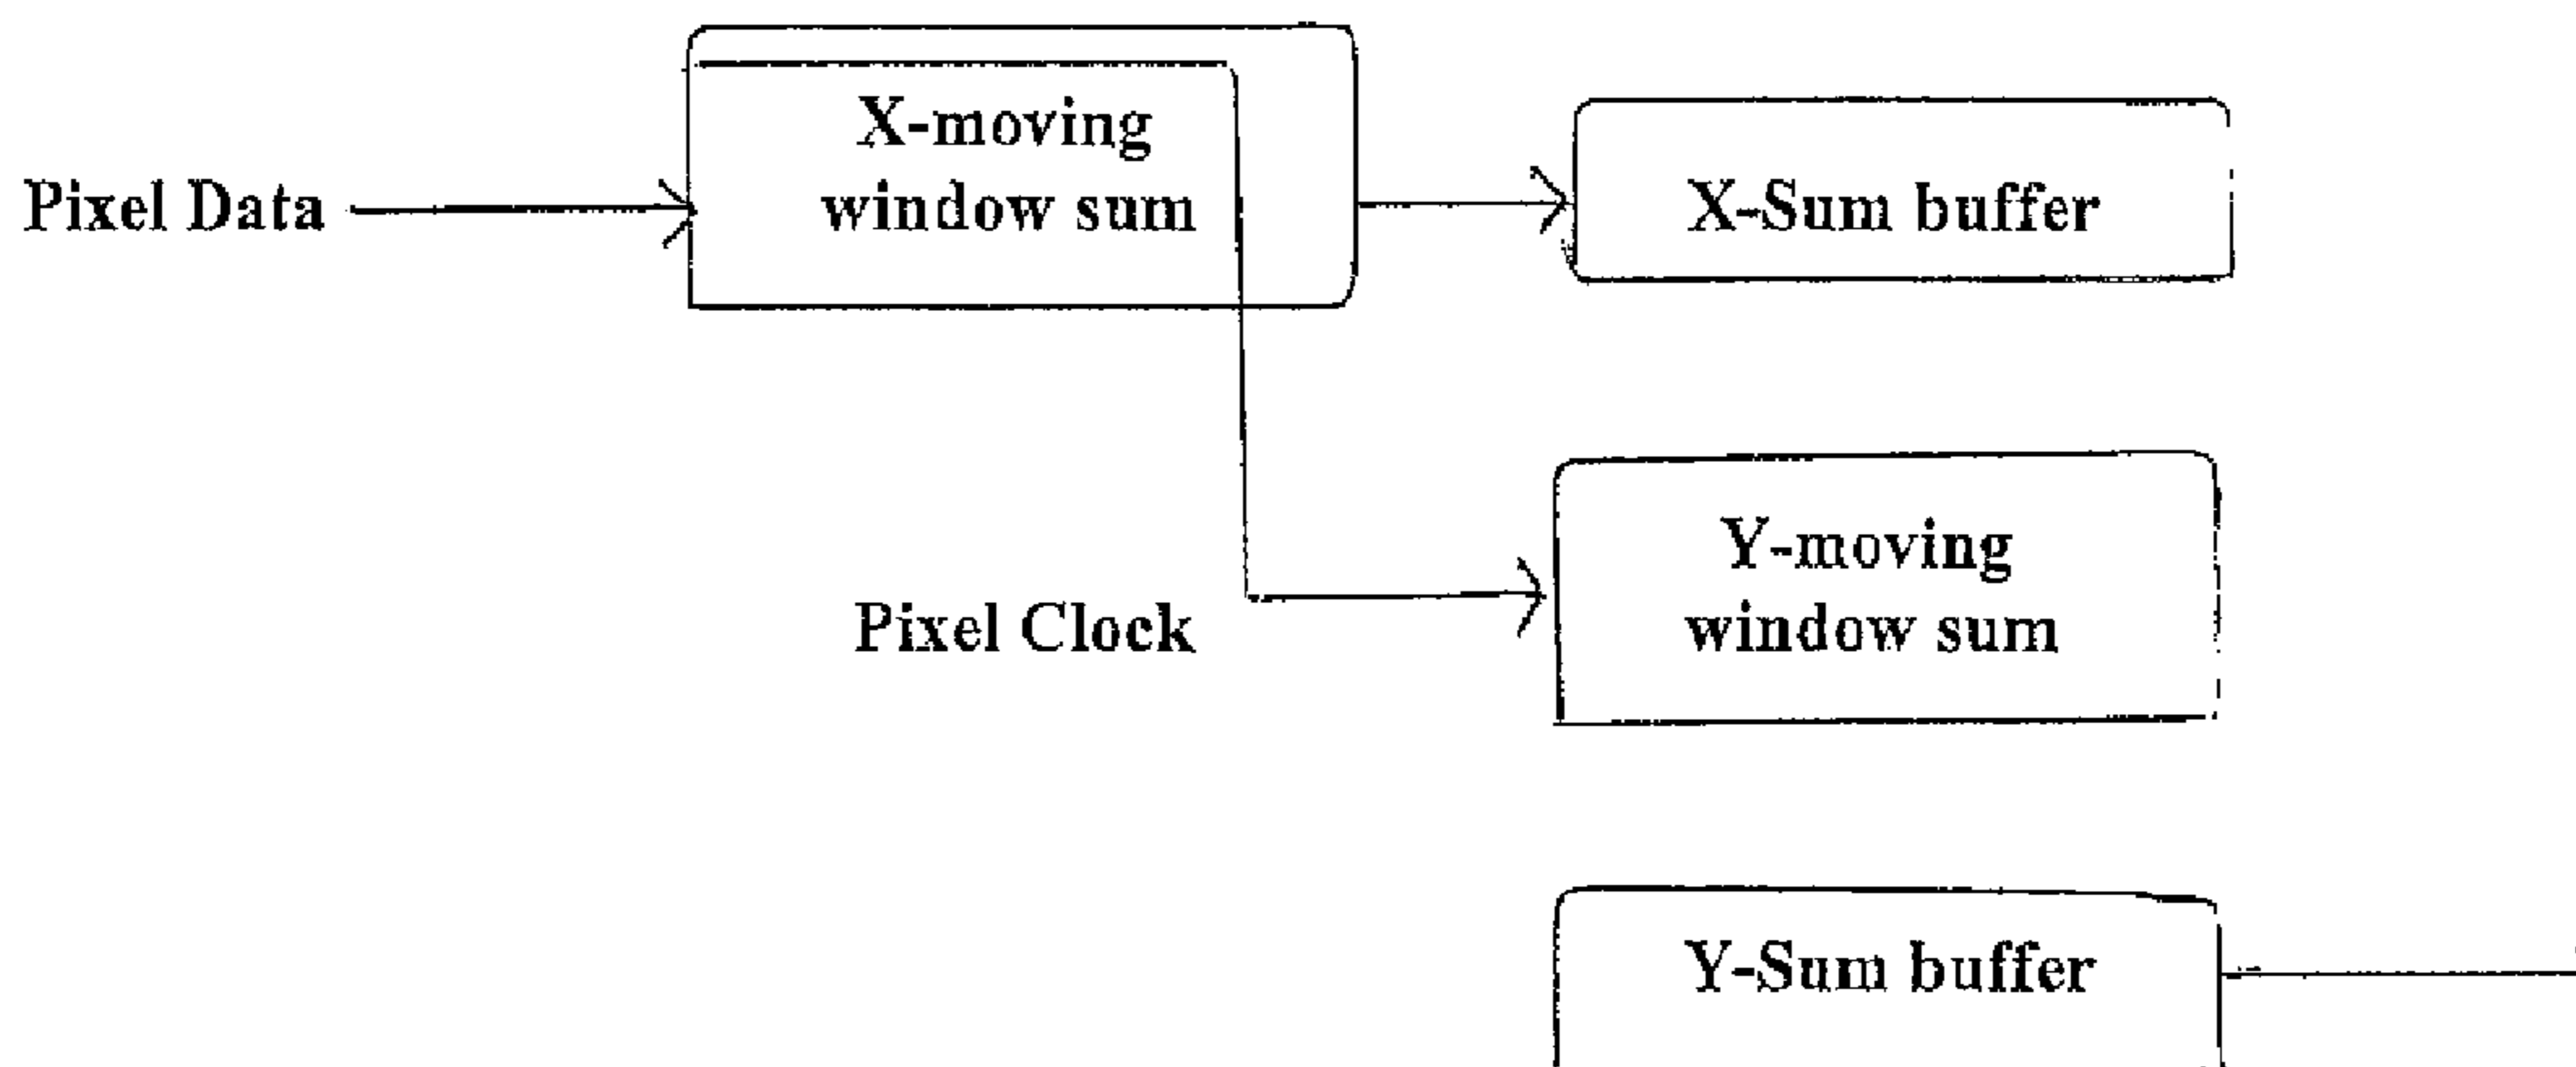 X-moving
window sum
Pixel Data
X-Sum buffer
Y-moving
window sum
Pixel Clock
Y-Sum buffer